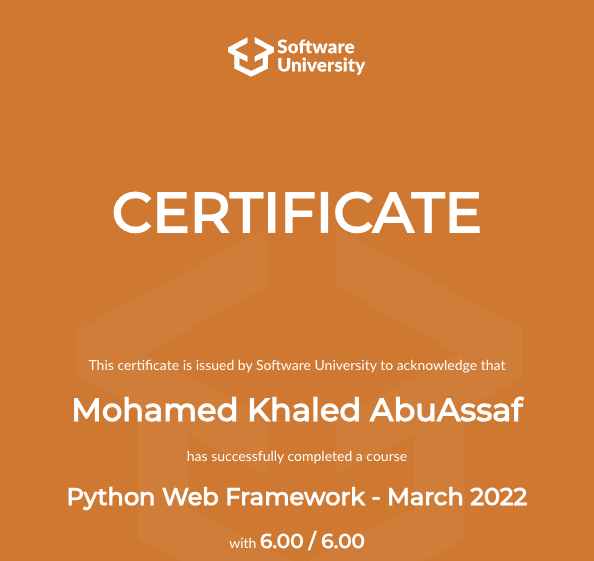 Software
University
CERTIFICATE
This certificate is issued by Software University to acknowledge that
Mohamed Khaled AbuAssaf
has successfully completed a course
Python Web Framework - March 2022
with 6.00 / 6.00